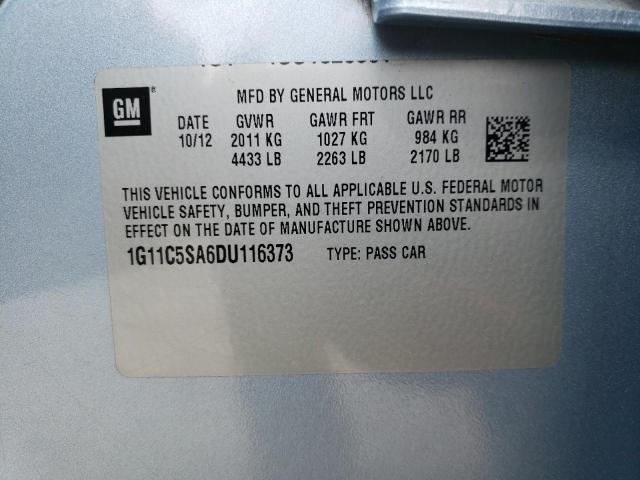 GM
MFD BY GENERAL MOTORS LLC
DATE GVWR GAWR FRT GAWR RR
10/12 2011 KG 1027 KG 984 KG
4433 LB 2263 LB 2170 LB
THIS VEHICLE CONFORMS TO ALL APPLICABLE U.S. FEDERAL MOTOR
VEHICLE SAFETY, BUMPER, AND THEFT PREVENTION STANDARDS IN
EFFECT ON THE DATE OF MANUFACTURE SHOWN ABOVE.
1G11C5SA6DU116373 TYPE: PASS CAR